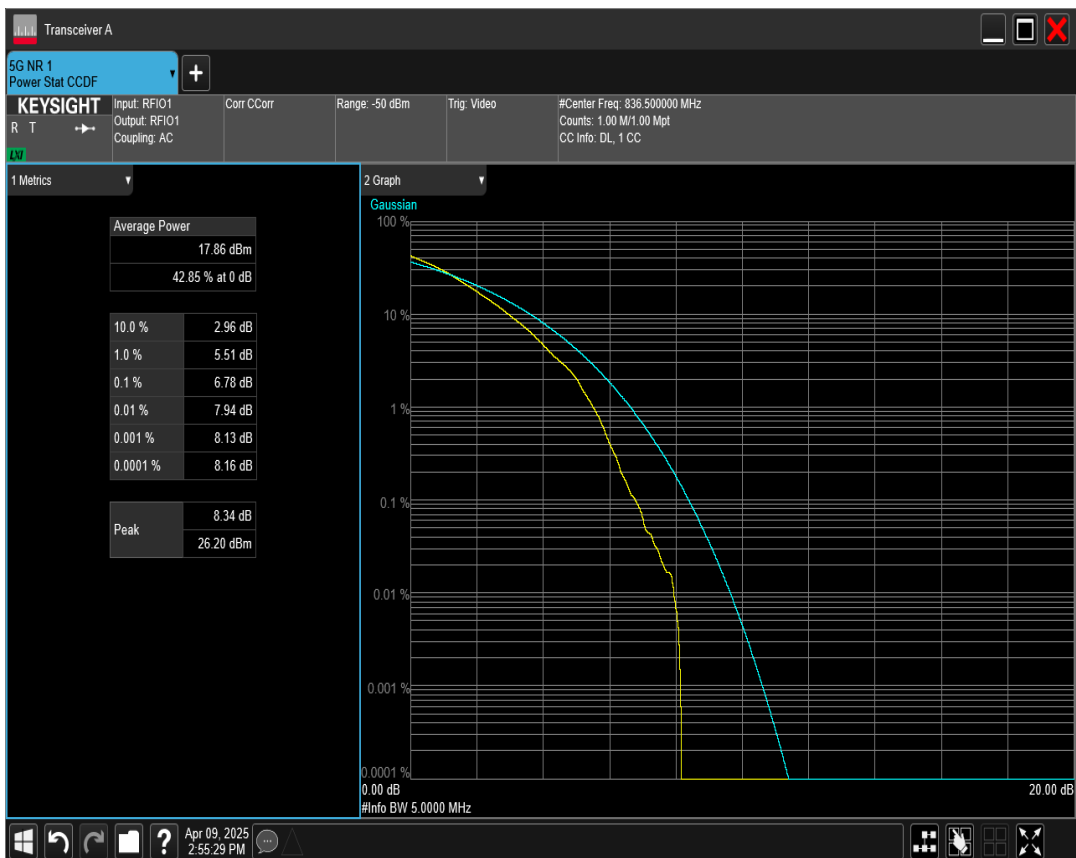 Transceiver A
5G NR 1
Power Stat CCDF
+
KEYSIGHT
R T
LXI
Input: RFIO1
Output: RFIO1
Coupling: AC
Corr CCorr
Range: -50 dBm
Trig: Video
#Center Freq: 836.500000 MHz
Counts: 1.00 M/1.00 Mpt
CC Info: DL, 1 CC
1 Metrics
Average Power
17.86 dBm
42.85 % at 0 dB
10.0 % 2.96 dB
1.0 % 5.51 dB
0.1 % 6.78 dB
0.01 % 7.94 dB
0.001 % 8.13 dB
0.0001 % 8.16 dB
Peak
8.34 dB
26.20 dBm
2 Graph
Gaussian
100 %
10 %
1 %
0.1 %
0.01 %
0.001 %
0.0001 %
0.00 dB
20.00 dB
#Info BW 5.0000 MHz
?
Apr 09, 2025
2:55:29 PM